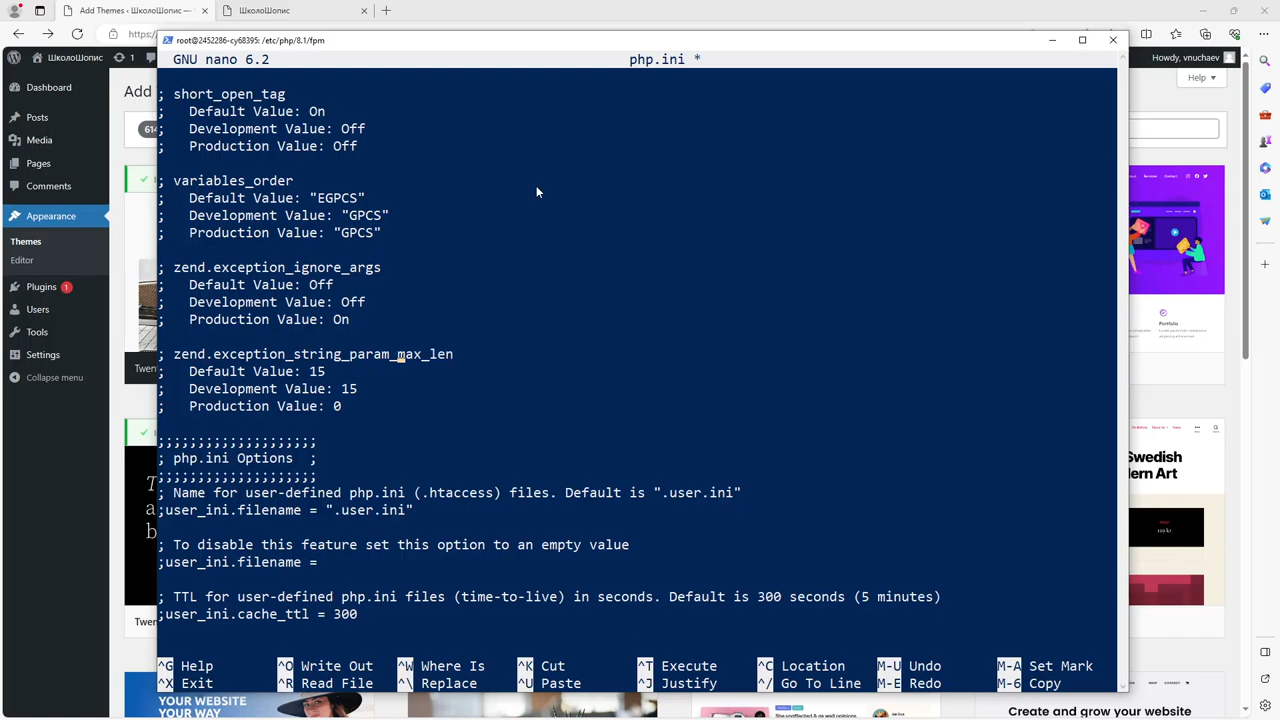 Add Themes ‹ ШколоШопис —
ШколоШопис
https://
root@2452286-cy68395: /etc/php/8.1/fpm
ШколоШопис
1
Howdy, vnuchaev
Dashboard
Posts
Media
Pages
Comments
Appearance
Themes
Editor
Plugins 1
Users
Tools
Settings
Collapse menu
Add
Help
614
GNU nano 6.2
php.ini *
; short_open_tag
;   Default Value: On
;   Development Value: Off
;   Production Value: Off
; variables_order
;   Default Value: "EGPCS"
;   Development Value: "GPCS"
;   Production Value: "GPCS"
; zend.exception_ignore_args
;   Default Value: Off
;   Development Value: Off
;   Production Value: On
; zend.exception_string_param_max_len
;   Default Value: 15
;   Development Value: 15
;   Production Value: 0
;;;;;;;;;;;;;;;;;;;;
; php.ini Options  ;
;;;;;;;;;;;;;;;;;;;;
; Name for user-defined php.ini (.htaccess) files. Default is ".user.ini"
;user_ini.filename = ".user.ini"
; To disable this feature set this option to an empty value
;user_ini.filename =
; TTL for user-defined php.ini files (time-to-live) in seconds. Default is 300 seconds (5 minutes)
;user_ini.cache_ttl = 300
^G Help ^O Write Out ^W Where Is ^K Cut ^T Execute ^C Location M-U Undo M-A Set Mark
^X Exit ^R Read File ^\ Replace ^U Paste ^J Justify ^/ Go To Line M-E Redo M-6 Copy
Twen
Twen
Portfolio
Swedish
ern Art
YOUR WEBSITE
YOUR WAY
Create and grow your website